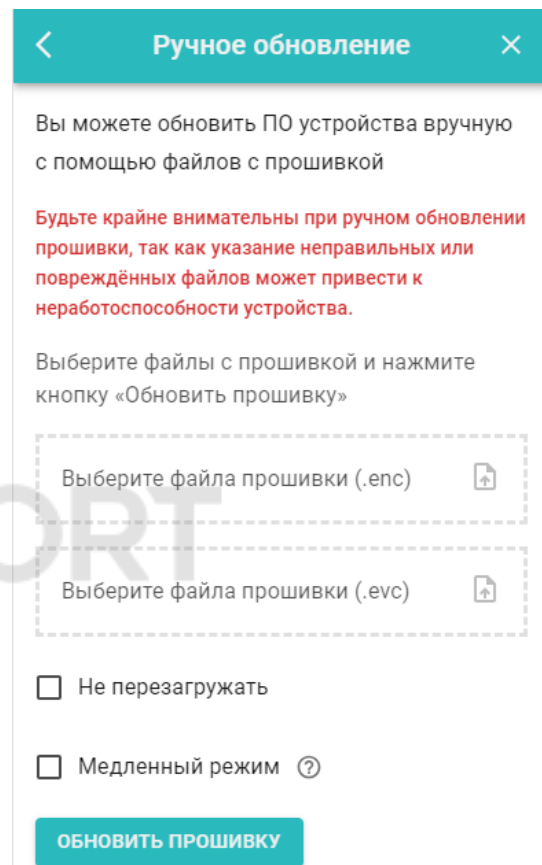 Ручное обновление
Вы можете обновить ПО устройства вручную
с помощью файлов с прошивкой
Будьте крайне внимательны при ручном обновлении
прошивки, так как указание неправильных или
повреждённых файлов может привести к
неработоспособности устройства.
Выберите файлы с прошивкой и нажмите
кнопку «Обновить прошивку»
Выберите файла прошивки (.enc)
ORT
Выберите файла прошивки (.evc)
Не перезагружать
Медленный режим ?
ОБНОВИТЬ ПРОШИВКУ